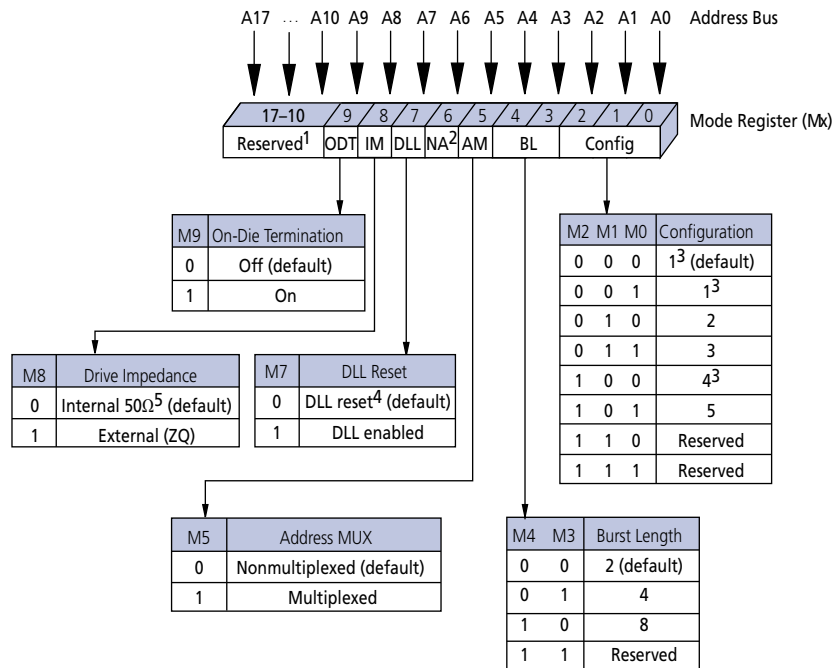 A17 ... A10 A9 A8 A7 A6 A5 A4 A3 A2 A1 A0 Address Bus
17–10 9 8 7 6 5 4 3 2 1 0 Mode Register (Mx)
Reserved1 ODT IM DLL NA2 AM BL Config
M9 On-Die Termination
0 Off (default)
1 On
M2 M1 M0 Configuration
0 0 0 1³ (default)
0 0 1 1³
0 1 0 2
0 1 1 3
1 0 0 4³
1 0 1 5
1 1 0 Reserved
1 1 1 Reserved
M8 Drive Impedance
0 Internal 50Ω⁵ (default)
1 External (ZQ)
M7 DLL Reset
0 DLL reset⁴ (default)
1 DLL enabled
M5 Address MUX
0 Nonmultiplexed (default)
1 Multiplexed
M4 M3 Burst Length
0 0 2 (default)
0 1 4
1 0 8
1 1 Reserved